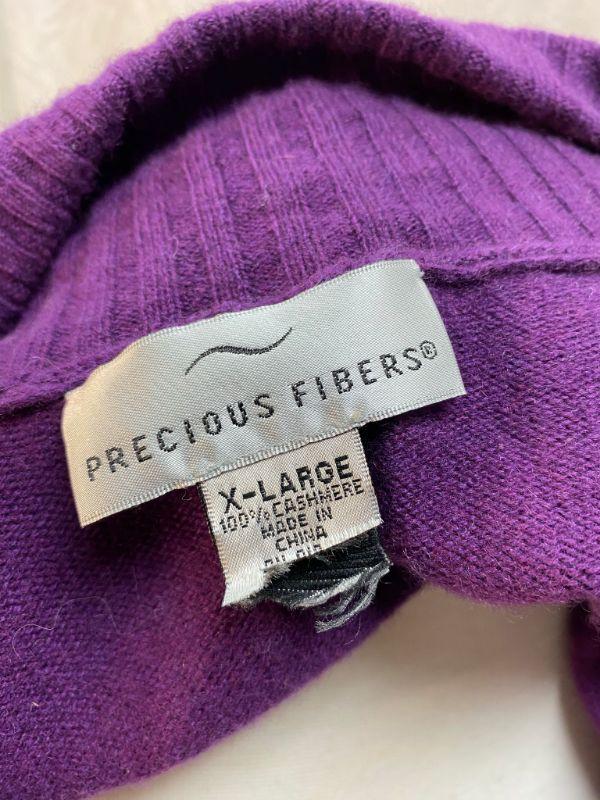 PRECIOUS FIBERS®
X-LARGE
100% CASHMERE
MADE IN
CHINA